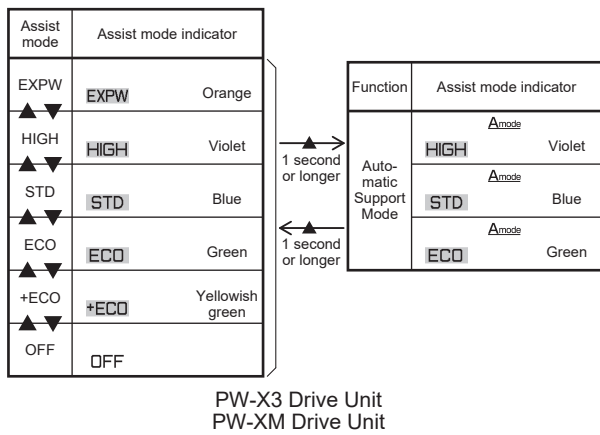 Assist mode
Assist mode indicator
EXPW
EXPW
Orange
HIGH
HIGH
Violet
STD
STD
Blue
ECO
ECO
Green
+ECO
+ECO
Yellowish green
OFF
OFF
1 second or longer
1 second or longer
Function
Assist mode indicator
Auto-
matic
Support
Mode
Amode
HIGH
Violet
Amode
STD
Blue
Amode
ECO
Green
PW-X3 Drive Unit
PW-XM Drive Unit